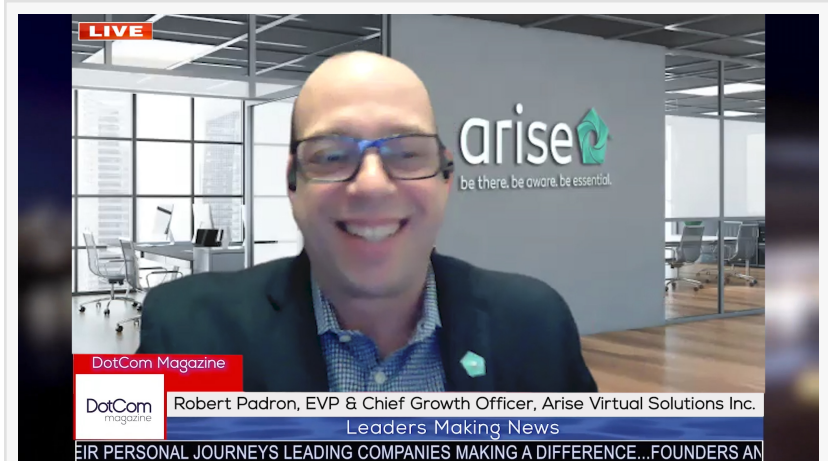 LIVE
arise
be there. be aware. be essential.
DotCom Magazine
DotCom
magazine
Robert Padron, EVP & Chief Growth Officer, Arise Virtual Solutions Inc.
Leaders Making News
EIR PERSONAL JOURNEYS LEADING COMPANIES MAKING A DIFFERENCE...FOUNDERS AN